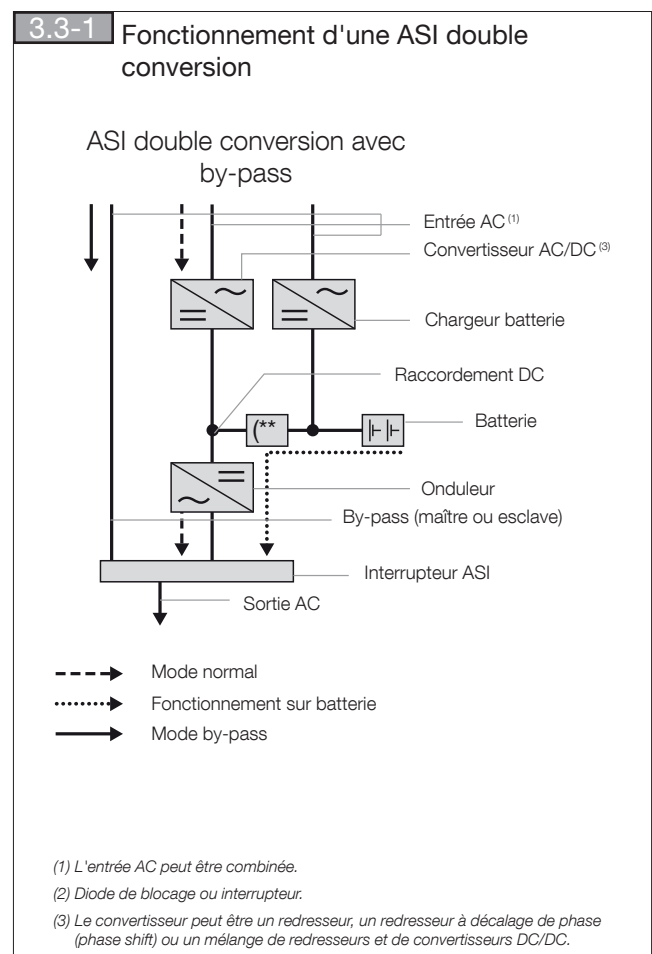 3.3-1 Fonctionnement d'une ASI double
conversion
ASI double conversion avec
by-pass
Entrée AC (1)
Convertisseur AC/DC (3)
Chargeur batterie
Raccordement DC
(**
Batterie
Onduleur
By-pass (maître ou esclave)
Interrupteur ASI
Sortie AC
Mode normal
Fonctionnement sur batterie
Mode by-pass
(1) L'entrée AC peut être combinée.
(2) Diode de blocage ou interrupteur.
(3) Le convertisseur peut être un redresseur, un redresseur à décalage de phase
(phase shift) ou un mélange de redresseurs et de convertisseurs DC/DC.